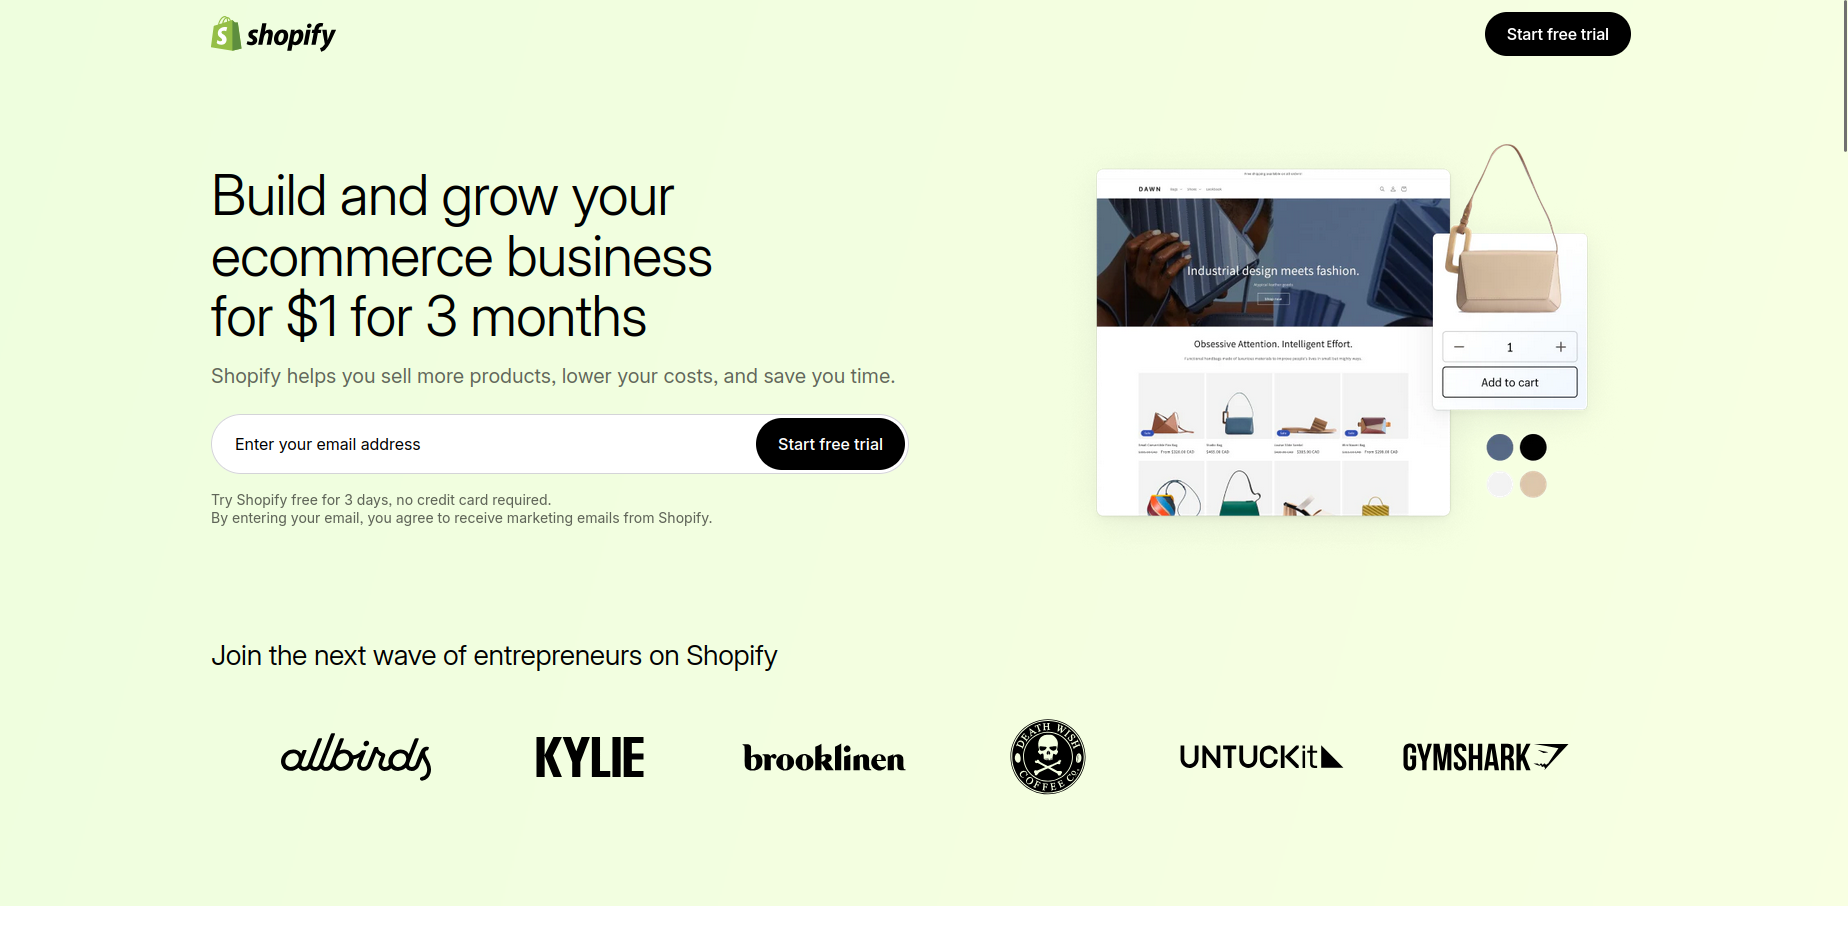 shopify
Start free trial
Build and grow your
ecommerce business
for $1 for 3 months
Shopify helps you sell more products, lower your costs, and save you time.
Enter your email address
Start free trial
Try Shopify free for 3 days, no credit card required.
By entering your email, you agree to receive marketing emails from Shopify.
DAWN
Industrial design meets fashion.
Shop now
Obsessive Attention. Intelligent Effort.
1
Add to cart
Join the next wave of entrepreneurs on Shopify
allbirds
KYLIE
brooklinen
DEATH WISH
COFFEE Co.
UNTUCKit
GYMSHARK